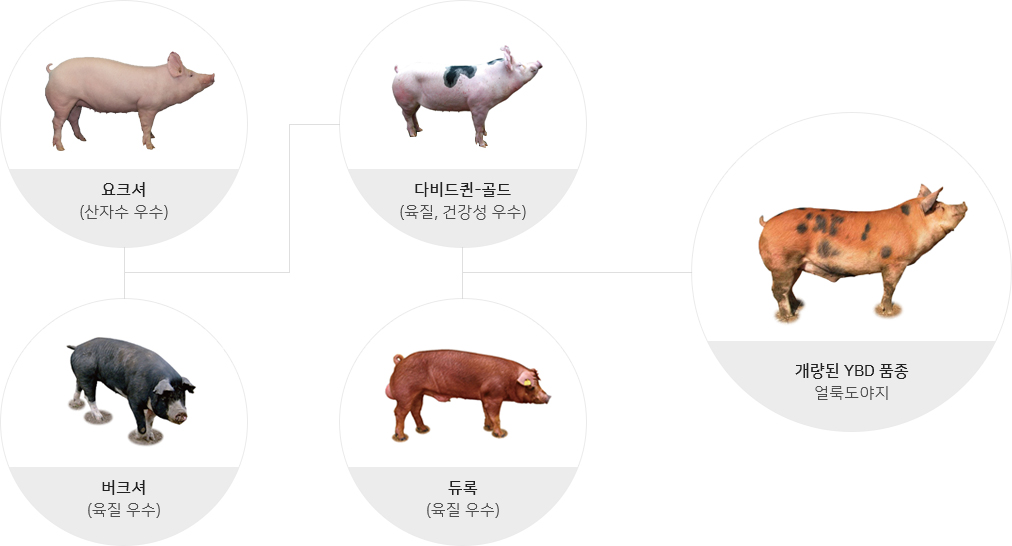 요크셔
(산자수 우수)
다비드퀸-골드
(육질, 건강성 우수)
버크셔
(육질 우수)
듀록
(육질 우수)
개량된 YBD 품종
얼룩도야지